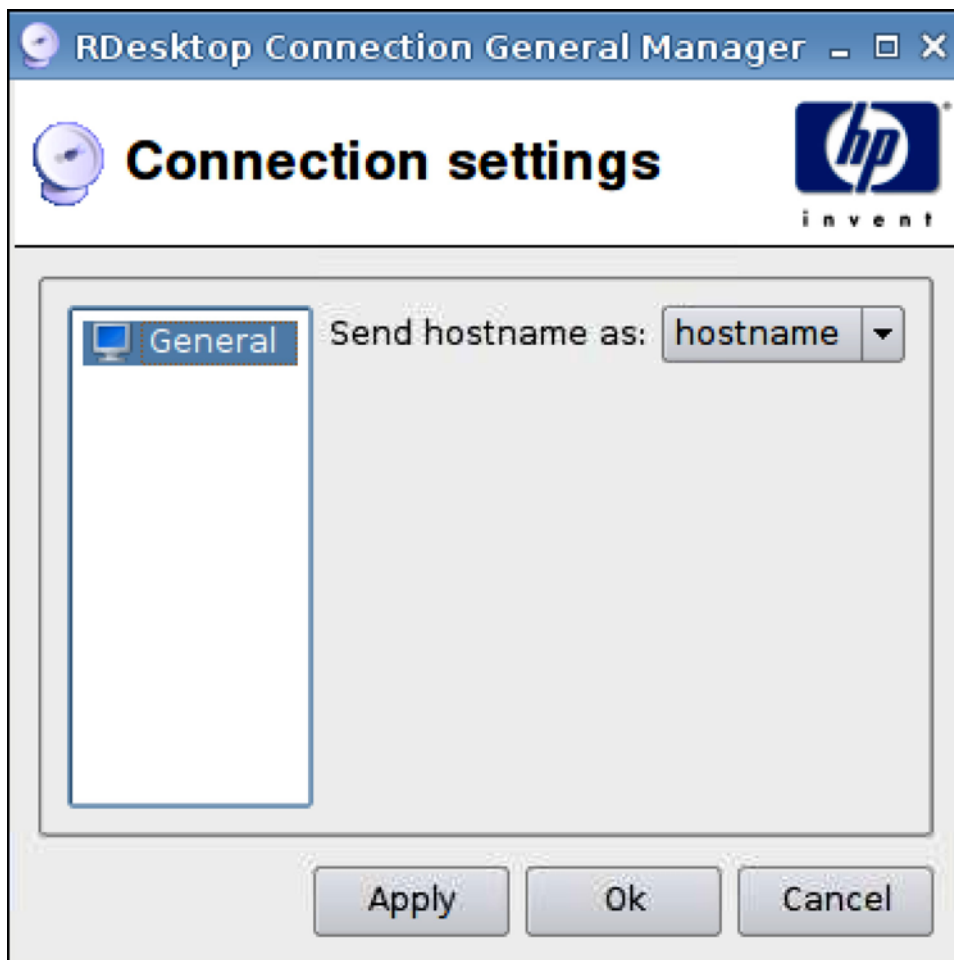 RDesktop Connection General Manager
Connection settings
hp
invent
General
Send hostname as: hostname
Apply Ok Cancel